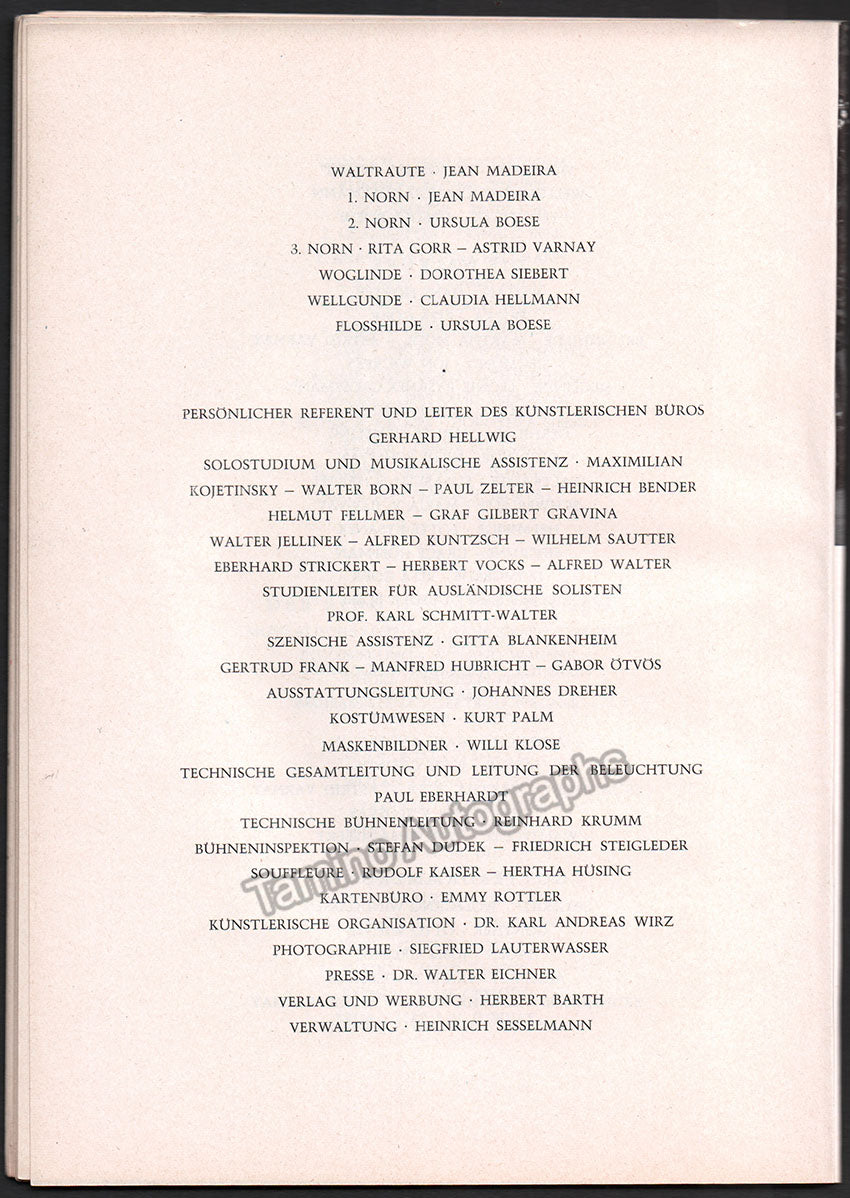 WALTRAUTE · JEAN MADEIRA
1. NORN · JEAN MADEIRA
2. NORN · URSULA BOESE
3. NORN · RITA GORR – ASTRID VARNAY
WOGLINDE · DOROTHEA SIEBERT
WELLGUNDE · CLAUDIA HELLMANN
FLOSSHILDE · URSULA BOESE
·
PERSÖNLICHER REFERENT UND LEITER DES KÜNSTLERISCHEN BÜROS
GERHARD HELLWIG
SOLOSTUDIUM UND MUSIKALISCHE ASSISTENZ · MAXIMILIAN
KOJETINSKY – WALTER BORN – PAUL ZELTER – HEINRICH BENDER
HELMUT FELLMER – GRAF GILBERT GRAVINA
WALTER JELLINEK – ALFRED KUNTZSCH – WILHELM SAUTTER
EBERHARD STRICKERT – HERBERT VOCKS – ALFRED WALTER
STUDIENLEITER FÜR AUSLÄNDISCHE SOLISTEN
PROF. KARL SCHMITT-WALTER
SZENISCHE ASSISTENZ · GITTA BLANKENHEIM
GERTRUD FRANK – MANFRED HUBRICHT – GABOR ÖTVÖS
AUSSTATTUNGSLEITUNG · JOHANNES DREHER
KOSTÜMWESEN · KURT PALM
MASKENBILDNER · WILLI KLOSE
TECHNISCHE GESAMTLEITUNG UND LEITUNG DER BELEUCHTUNG
PAUL EBERHARDT
TECHNISCHE BÜHNENLEITUNG · REINHARD KRUMM
BÜHNENINSPEKTION · STEFAN DUDEK – FRIEDRICH STEIGLEDER
SOUFFLEURE · RUDOLF KAISER – HERTHA HÜSING
KARTENBÜRO · EMMY ROTTLER
KÜNSTLERISCHE ORGANISATION · DR. KARL ANDREAS WIRZ
PHOTOGRAPHIE · SIEGFRIED LAUTERWASSER
PRESSE · DR. WALTER EICHNER
VERLAG UND WERBUNG · HERBERT BARTH
VERWALTUNG · HEINRICH SESSELMANN
Tamino Autographs